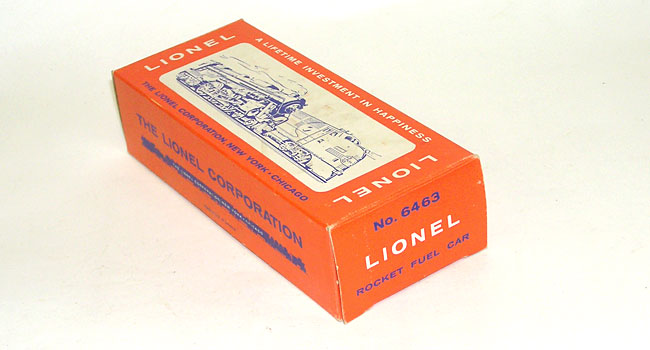 LIONEL
A LIFETIME INVESTMENT IN HAPPINESS
THE LIONEL CORPORATION NEW YORK · CHICAGO
LIONEL
THE LIONEL CORPORATION
No. 6463
LIONEL
ROCKET FUEL CAR